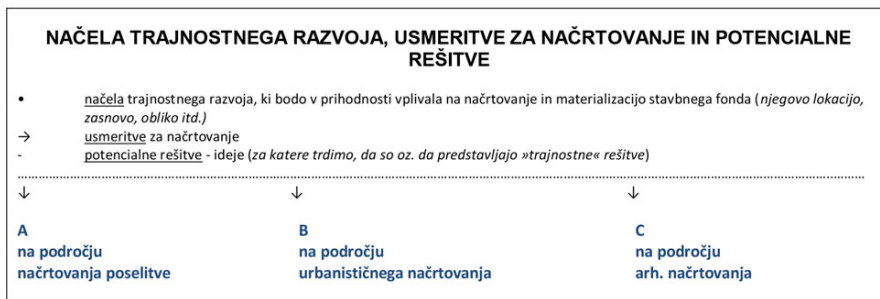 NAČELA TRAJNOSTNEGA RAZVOJA, USMERITVE ZA NAČRTOVANJE IN POTENCIALNE
REŠITVE
• načela trajnostnega razvoja, ki bodo v prihodnosti vplivala na načrtovanje in materializacijo stavbnega fonda (njegovo lokacijo,
zasnovo, obliko itd.)
→ usmeritve za načrtovanje
- potencialne rešitve - ideje (za katere trdimo, da so oz. da predstavljajo »trajnostne« rešitve)
↓ ↓ ↓
A B C
na področju na področju na področju
načrtovanja poselitve urbanističnega načrtovanja arh. načrtovanja